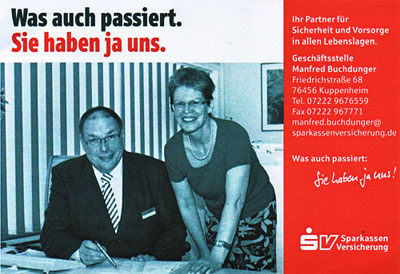 Was auch passiert.
Sie haben ja uns.
Ihr Partner für
Sicherheit und Vorsorge
in allen Lebenslagen.
Geschäftsstelle
Manfred Buchdunger
Friedrichstraße 68
76456 Kuppenheim
Tel. 07222 9676559
Fax 07222 967771
manfred.buchdunger@
sparkassenversicherung.de
Was auch passiert:
Sie haben ja uns!
SV Sparkassen
Versicherung